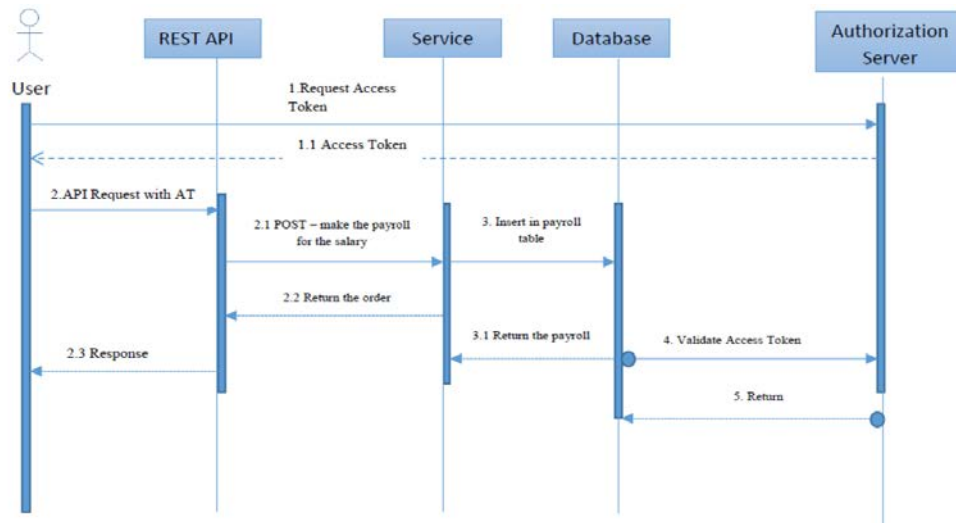 REST API
Service
Database
Authorization
Server
User
1.Request Access
Token
1.1 Access Token
2.API Request with AT
2.1 POST – make the payroll
for the salary
3. Insert in payroll
table
2.2 Return the order
3.1 Return the payroll
4. Validate Access Token
2.3 Response
5. Return